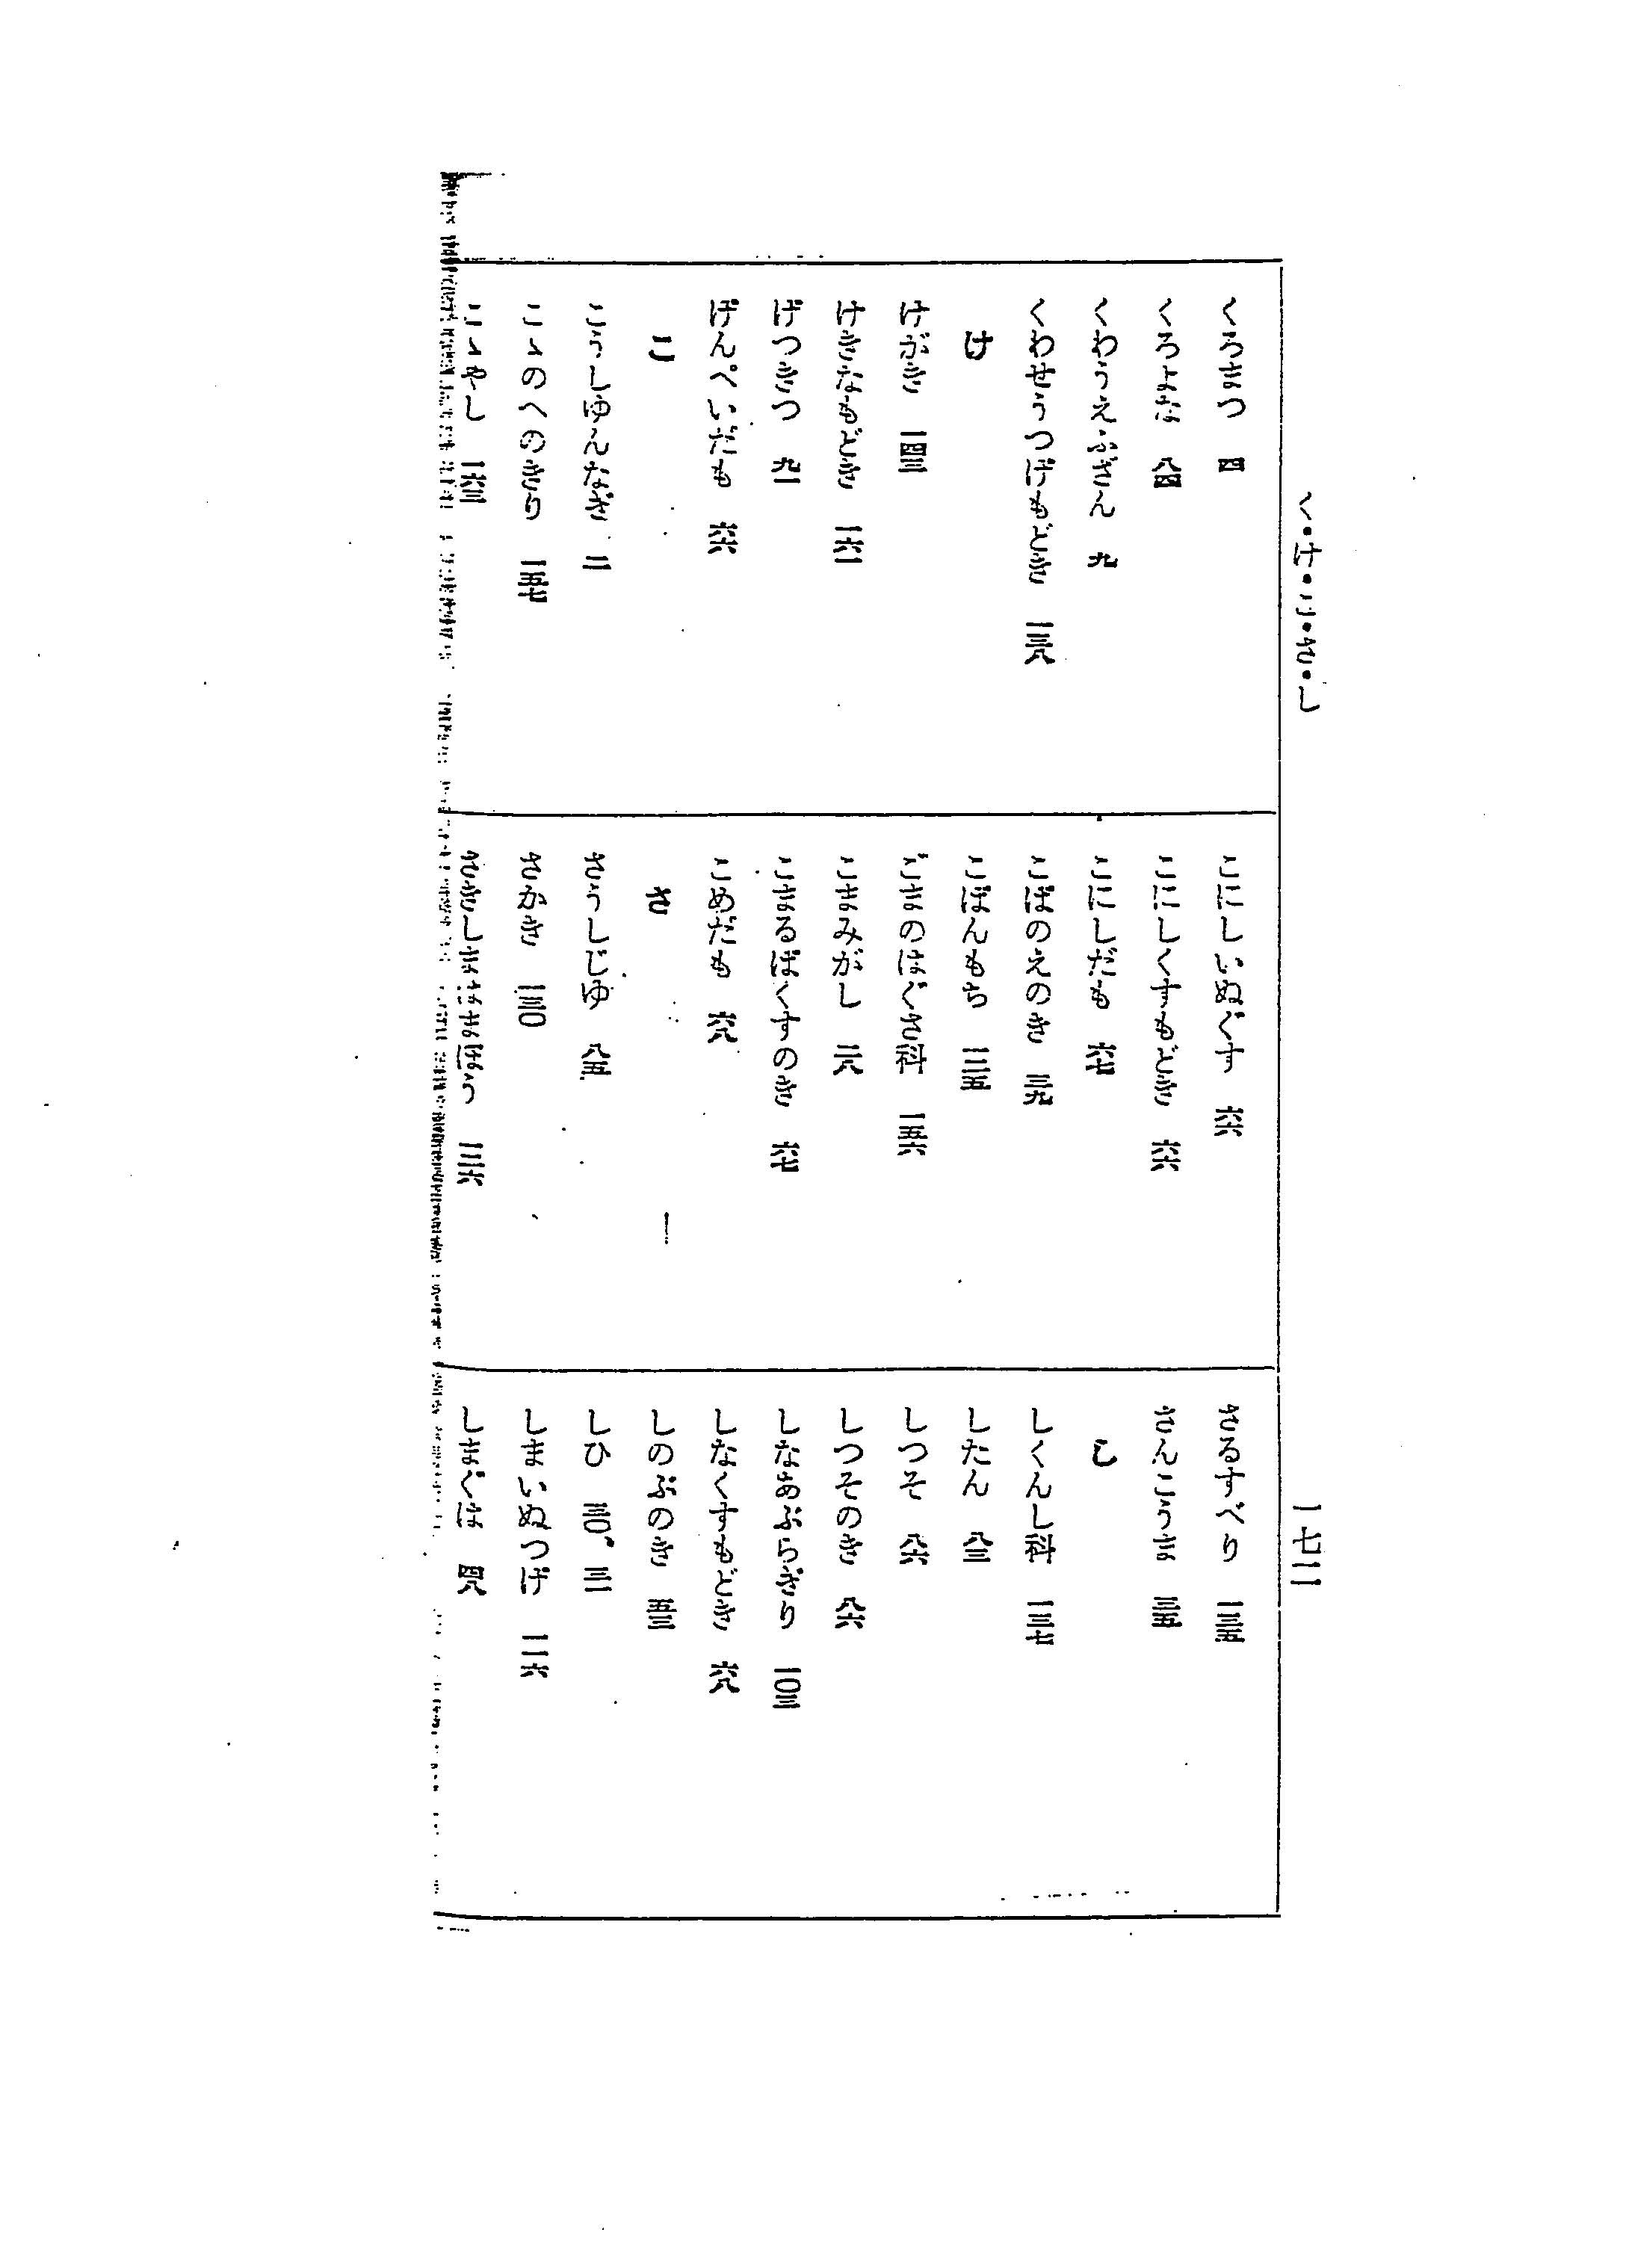 く・け・こ・さ・し
一七二
くろまつ 四
くろよな 八四
くわうえふざん 九
くわせうつげもどき 一三八
け
けがき 一四三
けきなもどき 一六一
げつきつ 九一
げんぺいだも 六六
こ
こうしゆんなぎ 二
こゝのへのきり 一五七
こゝやし 一六三
こにしいぬぐす 六六
こにしくすもどき 六六
こにしだも 六七
こばのえのき 三九
こばんもち 一二五
ごまのはぐさ科 一五六
こまみがし 二八
こまるばくすのき 六七
こめだも 六八
さ
さうしじゆ 八五
さかき 一三〇
さきしまはまばう 一二六
さるすべり 一三五
さんこうま 三五
し
しくんし科 一三七
したん 八三
しつそ 八六
しつそのき 八六
しなあぶらぎり 一〇三
しなくすもどき 六八
しのぶのき 五三
しひ 三〇、三一
しまいぬつげ 一一六
しまぐは 四八